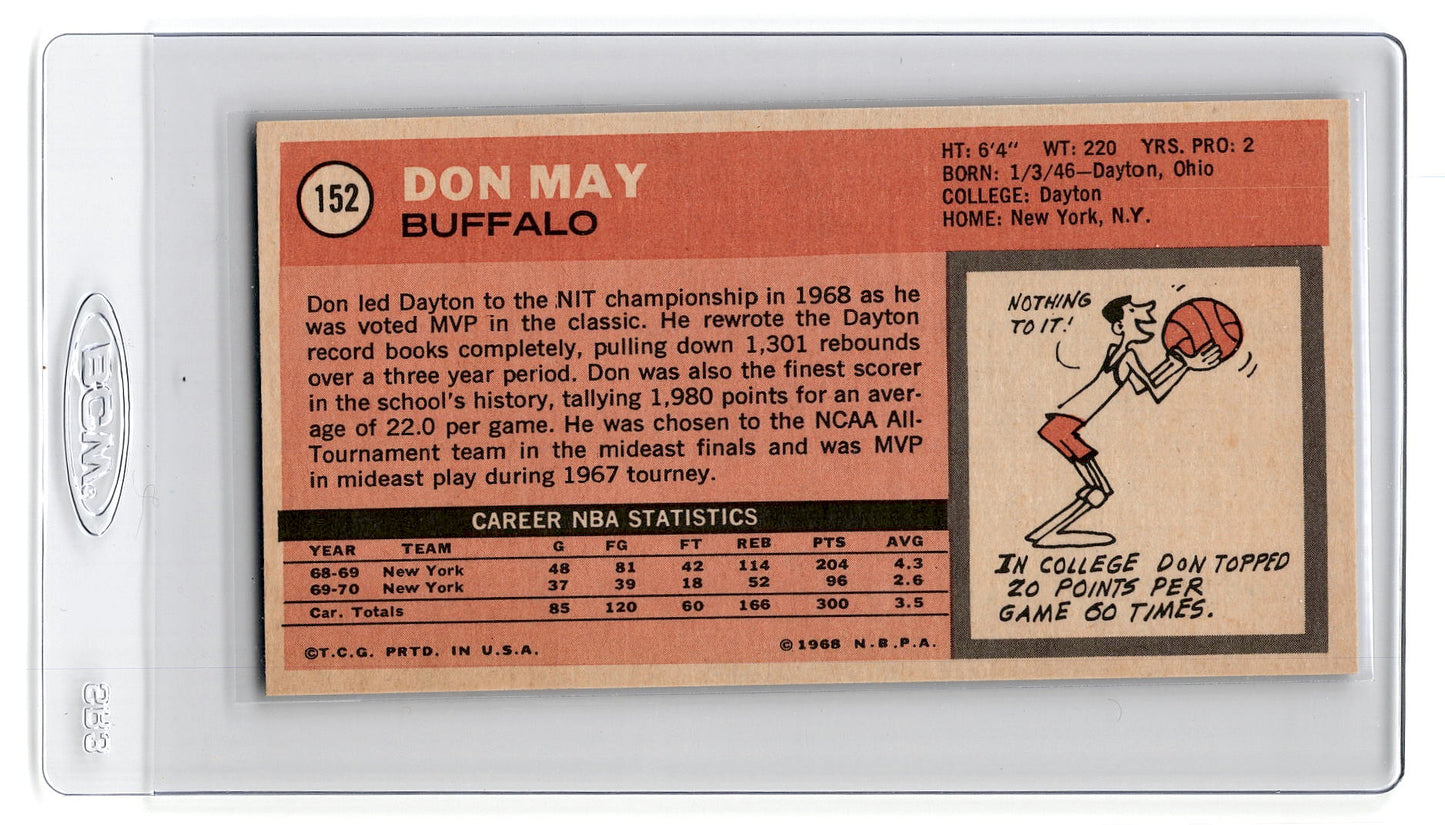 152
DON MAY
BUFFALO
HT: 6'4" WT: 220 YRS. PRO: 2
BORN: 1/3/46—Dayton, Ohio
COLLEGE: Dayton
HOME: New York, N.Y.
Don led Dayton to the NIT championship in 1968 as he
was voted MVP in the classic. He rewrote the Dayton
record books completely, pulling down 1,301 rebounds
over a three year period. Don was also the finest scorer
in the school's history, tallying 1,980 points for an aver-
age of 22.0 per game. He was chosen to the NCAA All-
Tournament team in the mideast finals and was MVP
in mideast play during 1967 tourney.
CAREER NBA STATISTICS
YEAR TEAM G FG FT REB PTS AVG
68-69 New York 48 81 42 114 204 4.3
69-70 New York 37 39 18 52 96 2.6
Car. Totals 85 120 60 166 300 3.5
©T.C.G. PRTD. IN U.S.A. ©1968 N.B.P.A.
NOTHING
TO IT!
IN COLLEGE DON TOPPED
20 POINTS PER
GAME 60 TIMES.
BCW